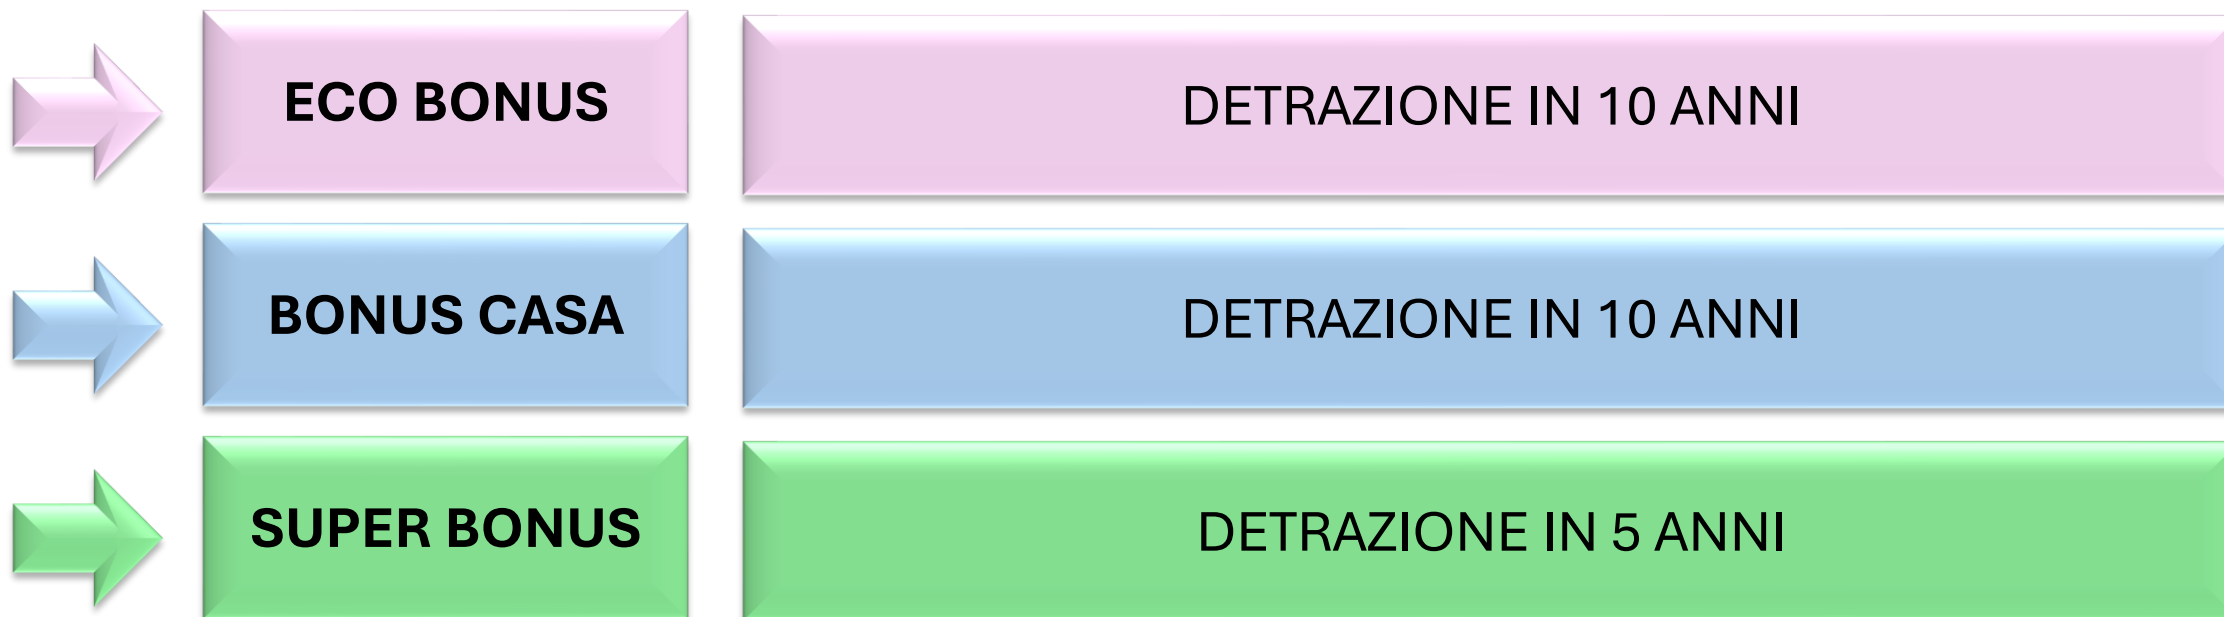 ECO BONUS
DETRAZIONE IN 10 ANNI
BONUS CASA
DETRAZIONE IN 10 ANNI
SUPER BONUS
DETRAZIONE IN 5 ANNI